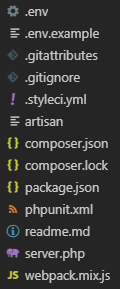 .env
.env.example
.gitattributes
.gitignore
! .styleci.yml
artisan
{} composer.json
{} composer.lock
{} package.json
phpunit.xml
readme.md
server.php
JS webpack.mix.js